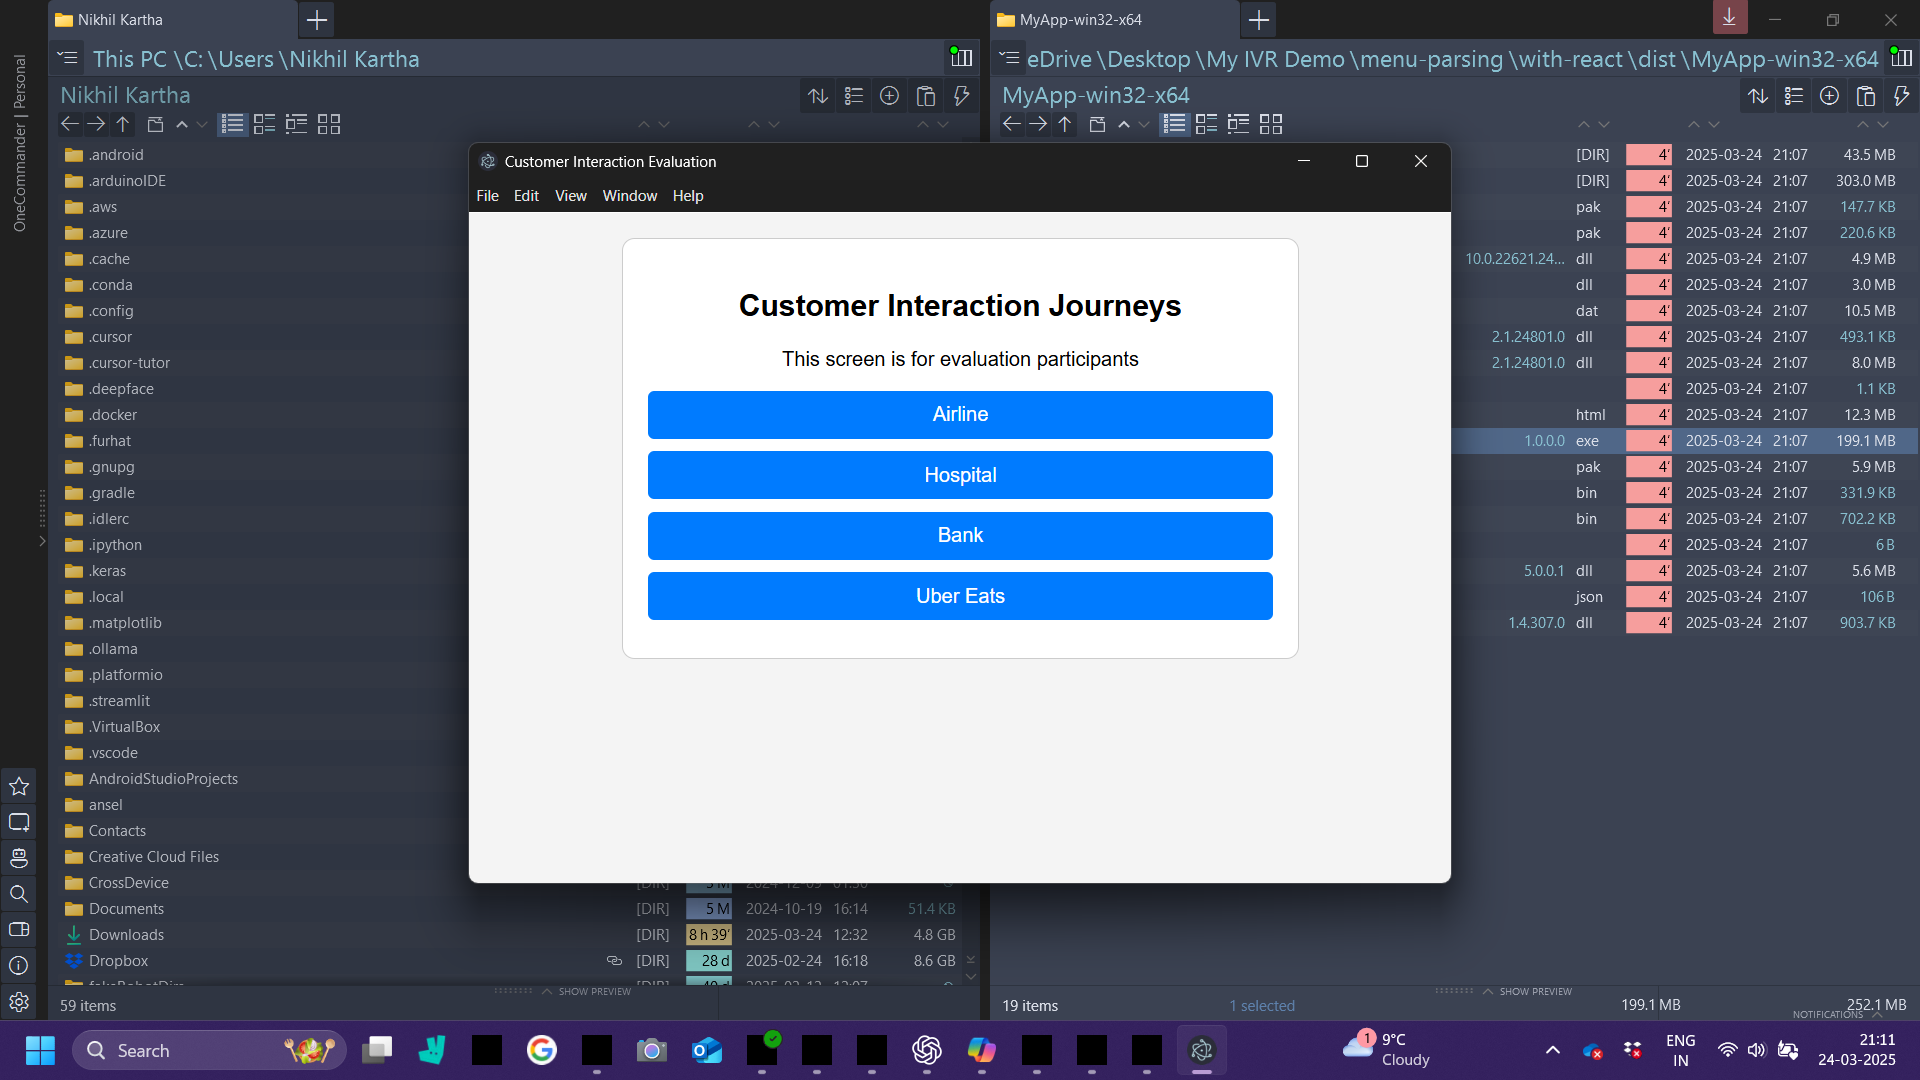 Nikhil Kartha
MyApp-win32-x64
OneCommander | Personal
This PC \C: \Users \Nikhil Kartha
eDrive \Desktop \My IVR Demo \menu-parsing \with-react \dist \MyApp-win32-x64
Nikhil Kartha
MyApp-win32-x64
.android
.arduinoIDE
.aws
.azure
.cache
.conda
.config
.cursor
.cursor-tutor
.deepface
.docker
.furhat
.gnupg
.gradle
.idlerc
.ipython
.keras
.local
.matplotlib
.ollama
.platformio
.streamlit
.VirtualBox
.vscode
AndroidStudioProjects
ansel
Contacts
Creative Cloud Files
CrossDevice
Documents [DIR] 5 M 2024-10-19 16:14 51.4 KB
Downloads [DIR] 8 h 39' 2025-03-24 12:32 4.8 GB
Dropbox [DIR] 28 d 2025-02-24 16:18 8.6 GB
59 items
SHOW PREVIEW
Customer Interaction Evaluation
File Edit View Window Help
Customer Interaction Journeys
This screen is for evaluation participants
Airline
Hospital
Bank
Uber Eats
[DIR] 4' 2025-03-24 21:07 43.5 MB
[DIR] 4' 2025-03-24 21:07 303.0 MB
pak 4' 2025-03-24 21:07 147.7 KB
pak 4' 2025-03-24 21:07 220.6 KB
10.0.22621.24... dll 4' 2025-03-24 21:07 4.9 MB
dll 4' 2025-03-24 21:07 3.0 MB
dat 4' 2025-03-24 21:07 10.5 MB
2.1.24801.0 dll 4' 2025-03-24 21:07 493.1 KB
2.1.24801.0 dll 4' 2025-03-24 21:07 8.0 MB
4' 2025-03-24 21:07 1.1 KB
html 4' 2025-03-24 21:07 12.3 MB
1.0.0.0 exe 4' 2025-03-24 21:07 199.1 MB
pak 4' 2025-03-24 21:07 5.9 MB
bin 4' 2025-03-24 21:07 331.9 KB
bin 4' 2025-03-24 21:07 702.2 KB
4' 2025-03-24 21:07 6 B
5.0.0.1 dll 4' 2025-03-24 21:07 5.6 MB
json 4' 2025-03-24 21:07 106 B
1.4.307.0 dll 4' 2025-03-24 21:07 903.7 KB
SHOW PREVIEW
19 items 1 selected 199.1 MB 252.1 MB
NOTIFICATIONS
Search
1
9°C
Cloudy
ENG
IN
21:11
24-03-2025